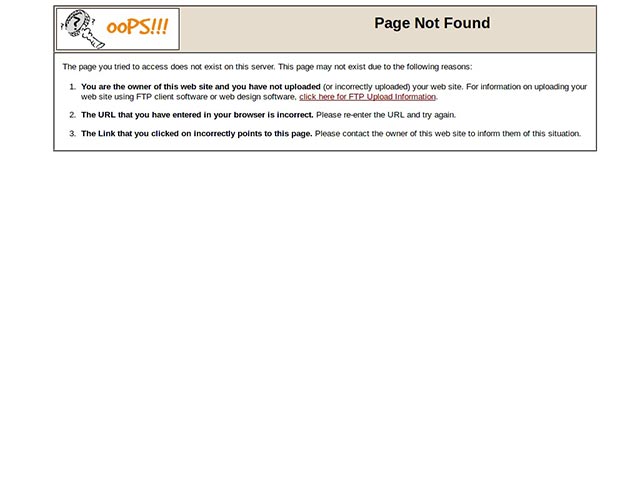 ooPS!!!
Page Not Found
The page you tried to access does not exist on this server. This page may not exist due to the following reasons:
1. You are the owner of this web site and you have not uploaded (or incorrectly uploaded) your web site. For information on uploading your
web site using FTP client software or web design software, click here for FTP Upload Information.
2. The URL that you have entered in your browser is incorrect. Please re-enter the URL and try again.
3. The Link that you clicked on incorrectly points to this page. Please contact the owner of this web site to inform them of this situation.